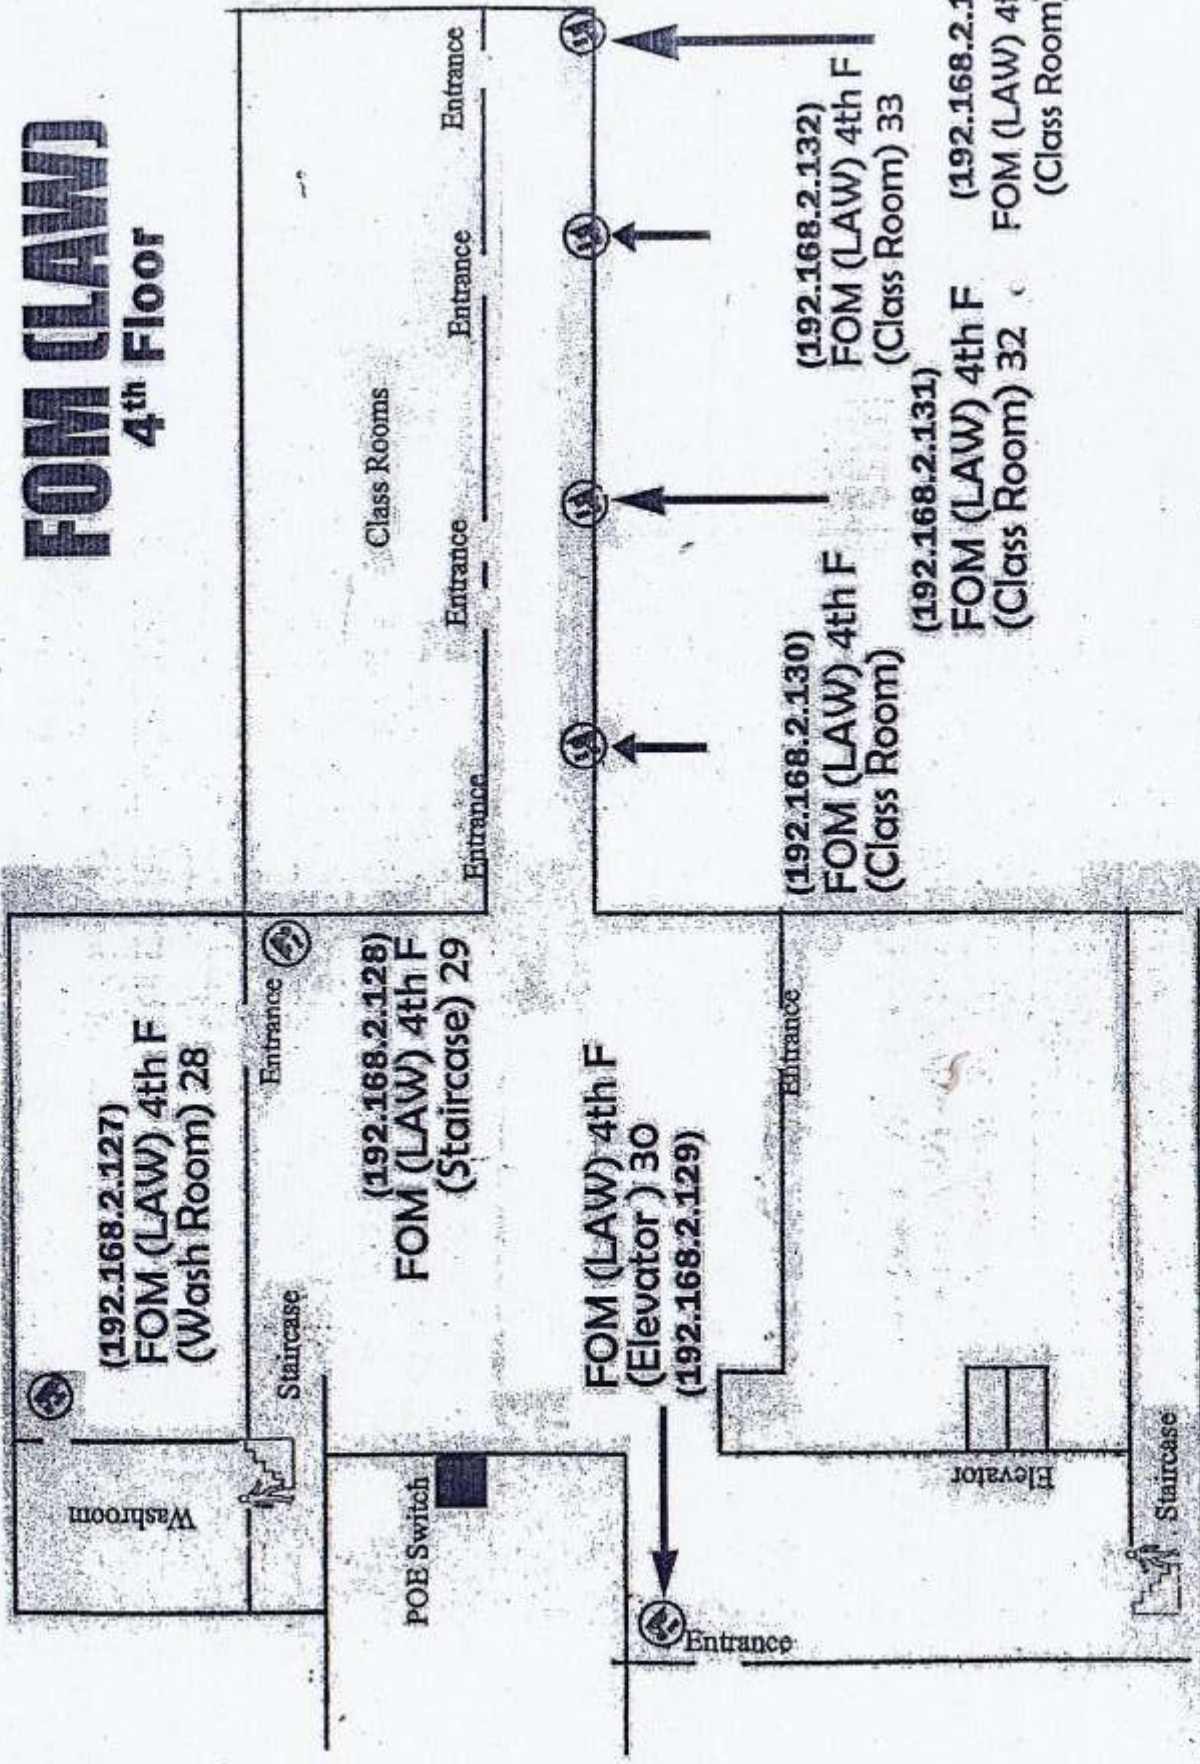 FOM (LAW)
4th Floor
Washroom
(192.168.2.127)
FOM (LAW) 4th F
(Wash Room) 28
Staircase
Entrance
Class Rooms
(192.168.2.128)
FOM (LAW) 4th F
(Staircase) 29
POE Switch
Entrance
Entrance
Entrance
Entrance
FOM (LAW) 4th F
(Elevator) 30
(192.168.2.129)
Entrance
Entrance
Elevator
Staircase
(192.168.2.130)
FOM (LAW) 4th F
(Class Room)
(192.168.2.131)
FOM (LAW) 4th F
(Class Room) 32
(192.168.2.132)
FOM (LAW) 4th F
(Class Room) 33
(192.168.2.1
FOM (LAW) 4
(Class Room)